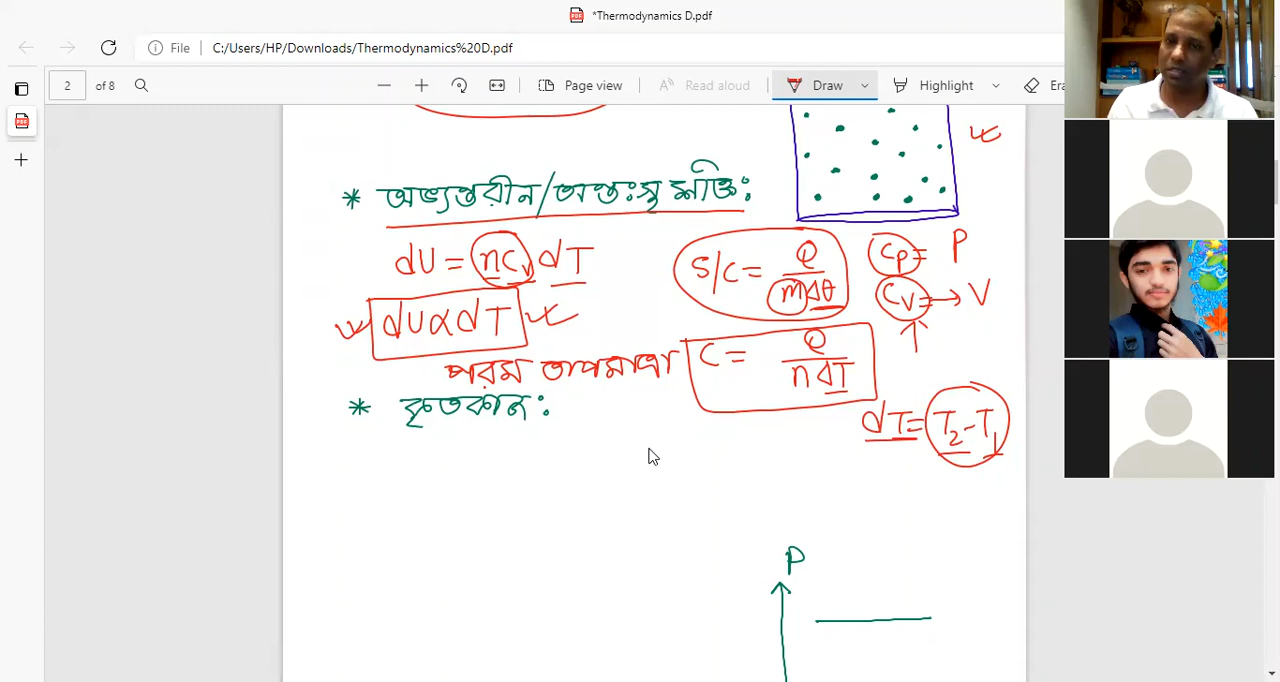 *Thermodynamics D.pdf
File C:/Users/HP/Downloads/Thermodynamics%20D.pdf
2 of 8 Page view Read aloud Draw Highlight Era
* অভ্যন্তরীন/অন্তঃস্থ শক্তি:
dU = nCv dT
dU∝dT
পরম তাপমাত্রা
S/C = Q/mΔθ
Cp = P
Cv → V
C = Q/ndT
dT = T2-T1
* কৃতকাজ:
P